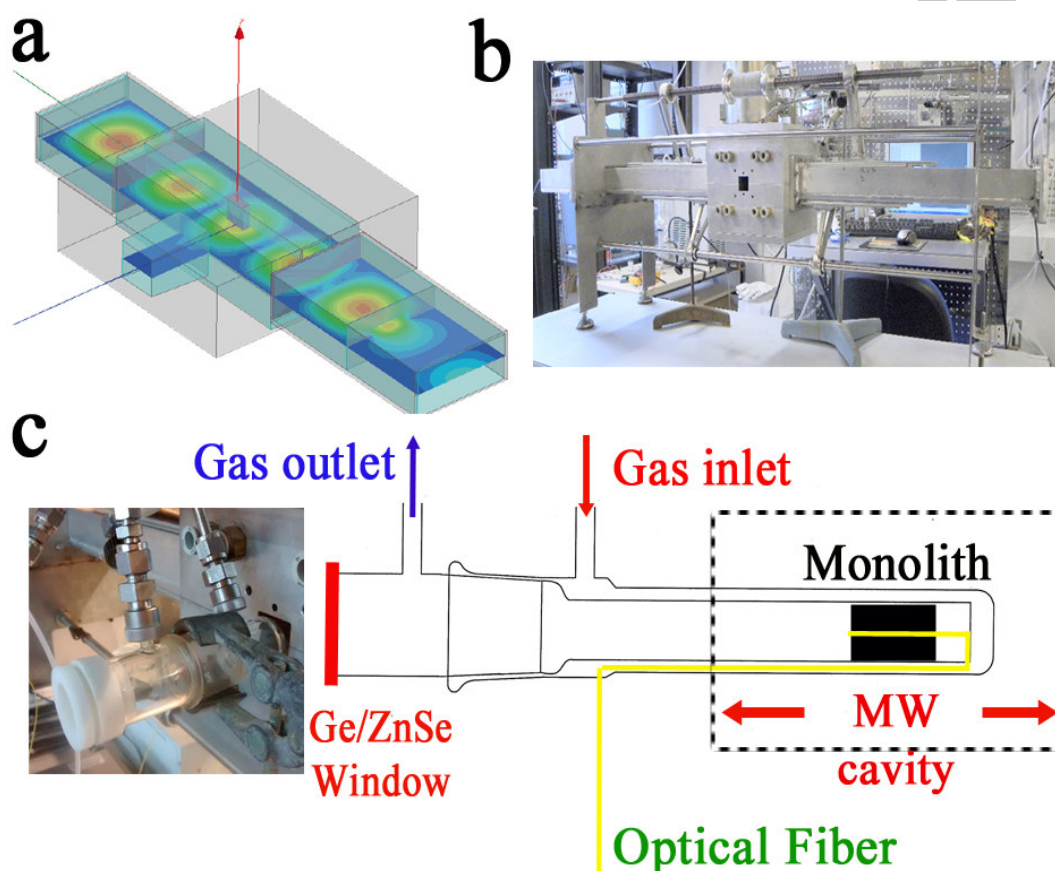 a
b
c
Gas outlet
Gas inlet
Monolith
Ge/ZnSe
Window
MW
cavity
Optical Fiber